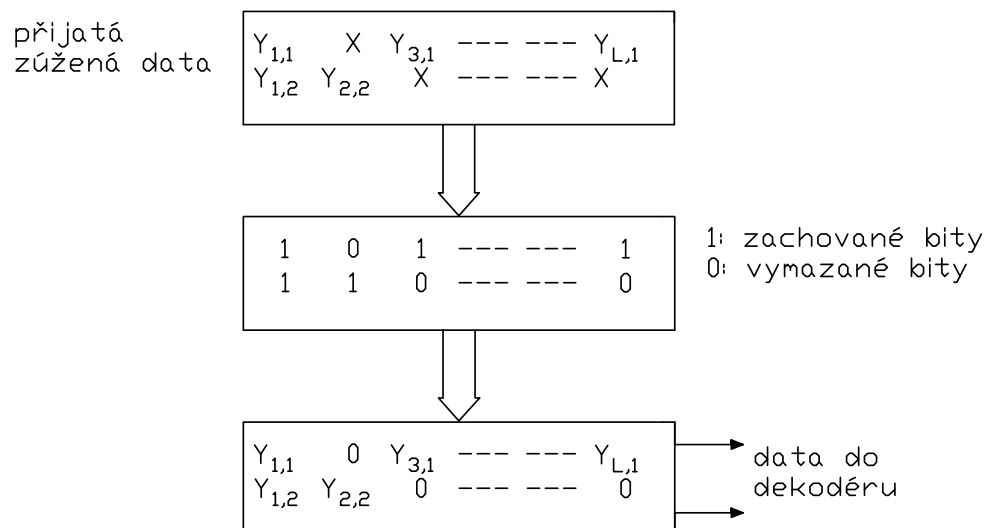 přijatá
zúžená data
Y1,1 X Y3,1 --- --- YL,1
Y1,2 Y2,2 X --- --- X
1 0 1 --- --- 1
1 1 0 --- --- 0
1: zachované bity
0: vymazané bity
Y1,1 0 Y3,1 --- --- YL,1
Y1,2 Y2,2 0 --- --- 0
data do
dekodéru